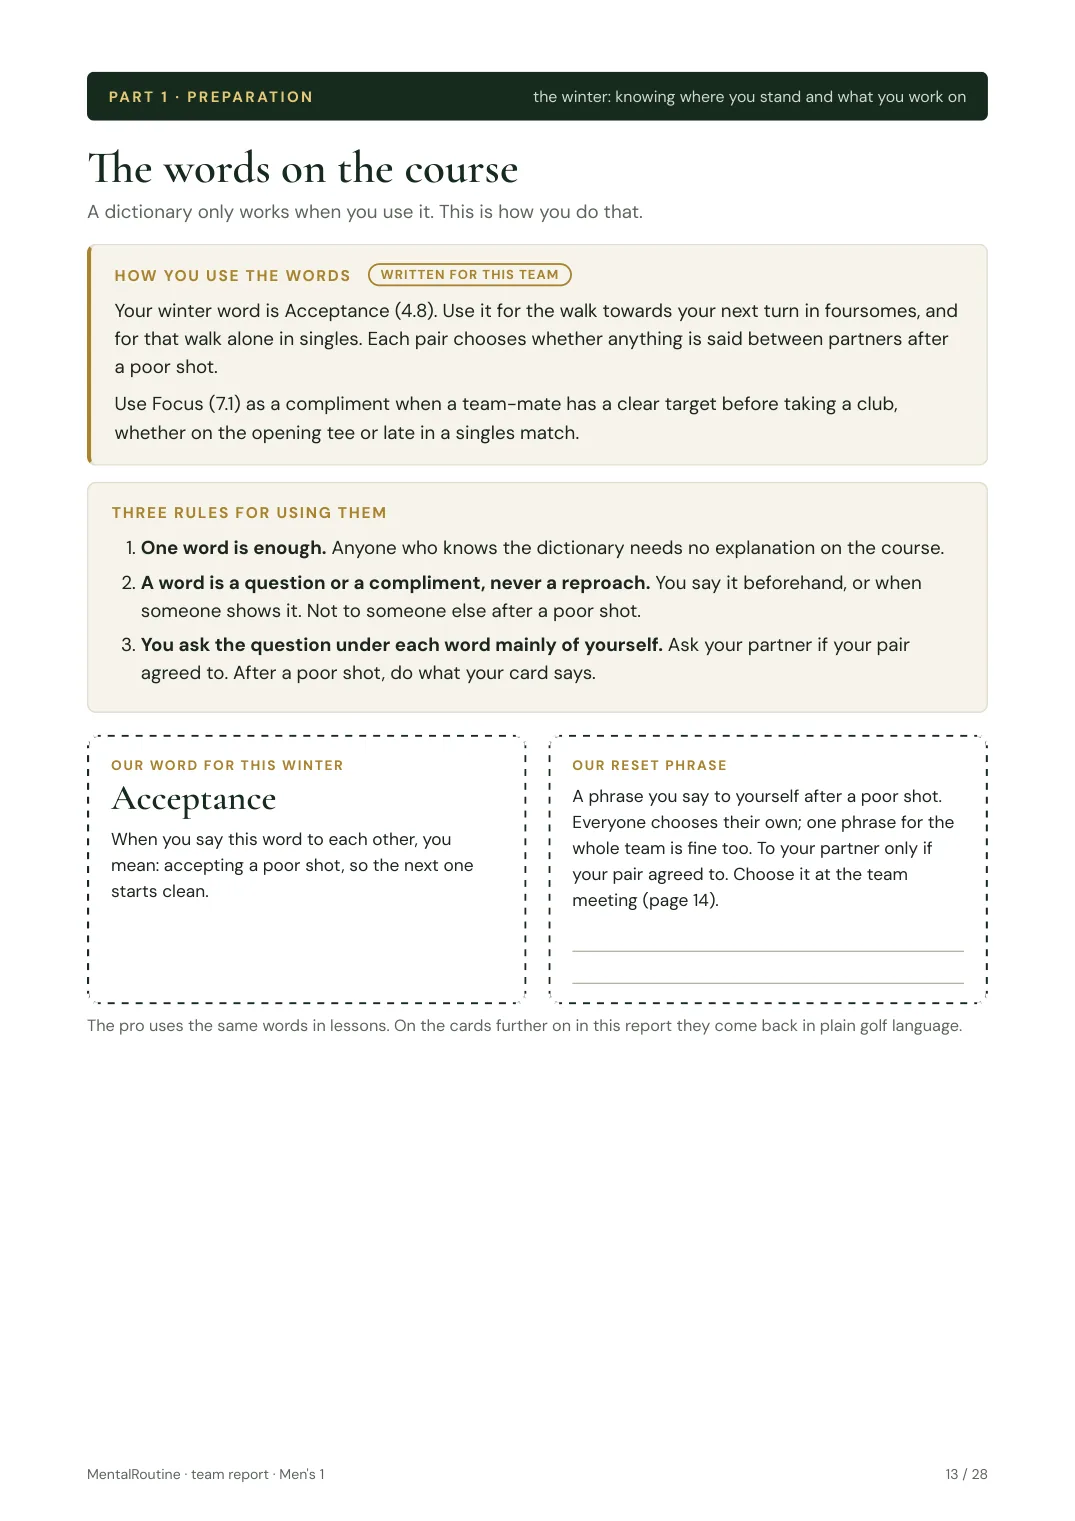 PART 1 · PREPARATION
the winter: knowing where you stand and what you work on
The words on the course
A dictionary only works when you use it. This is how you do that.
HOW YOU USE THE WORDS
WRITTEN FOR THIS TEAM
Your winter word is Acceptance (4.8). Use it for the walk towards your next turn in foursomes, and
for that walk alone in singles. Each pair chooses whether anything is said between partners after
a poor shot.
Use Focus (7.1) as a compliment when a team-mate has a clear target before taking a club,
whether on the opening tee or late in a singles match.
THREE RULES FOR USING THEM
1. One word is enough. Anyone who knows the dictionary needs no explanation on the course.
2. A word is a question or a compliment, never a reproach. You say it beforehand, or when
someone shows it. Not to someone else after a poor shot.
3. You ask the question under each word mainly of yourself. Ask your partner if your pair
agreed to. After a poor shot, do what your card says.
OUR WORD FOR THIS WINTER
Acceptance
When you say this word to each other, you
mean: accepting a poor shot, so the next one
starts clean.
OUR RESET PHRASE
A phrase you say to yourself after a poor shot.
Everyone chooses their own; one phrase for the
whole team is fine too. To your partner only if
your pair agreed to. Choose it at the team
meeting (page 14).
The pro uses the same words in lessons. On the cards further on in this report they come back in plain golf language.
MentalRoutine · team report · Men's 1
13 / 28